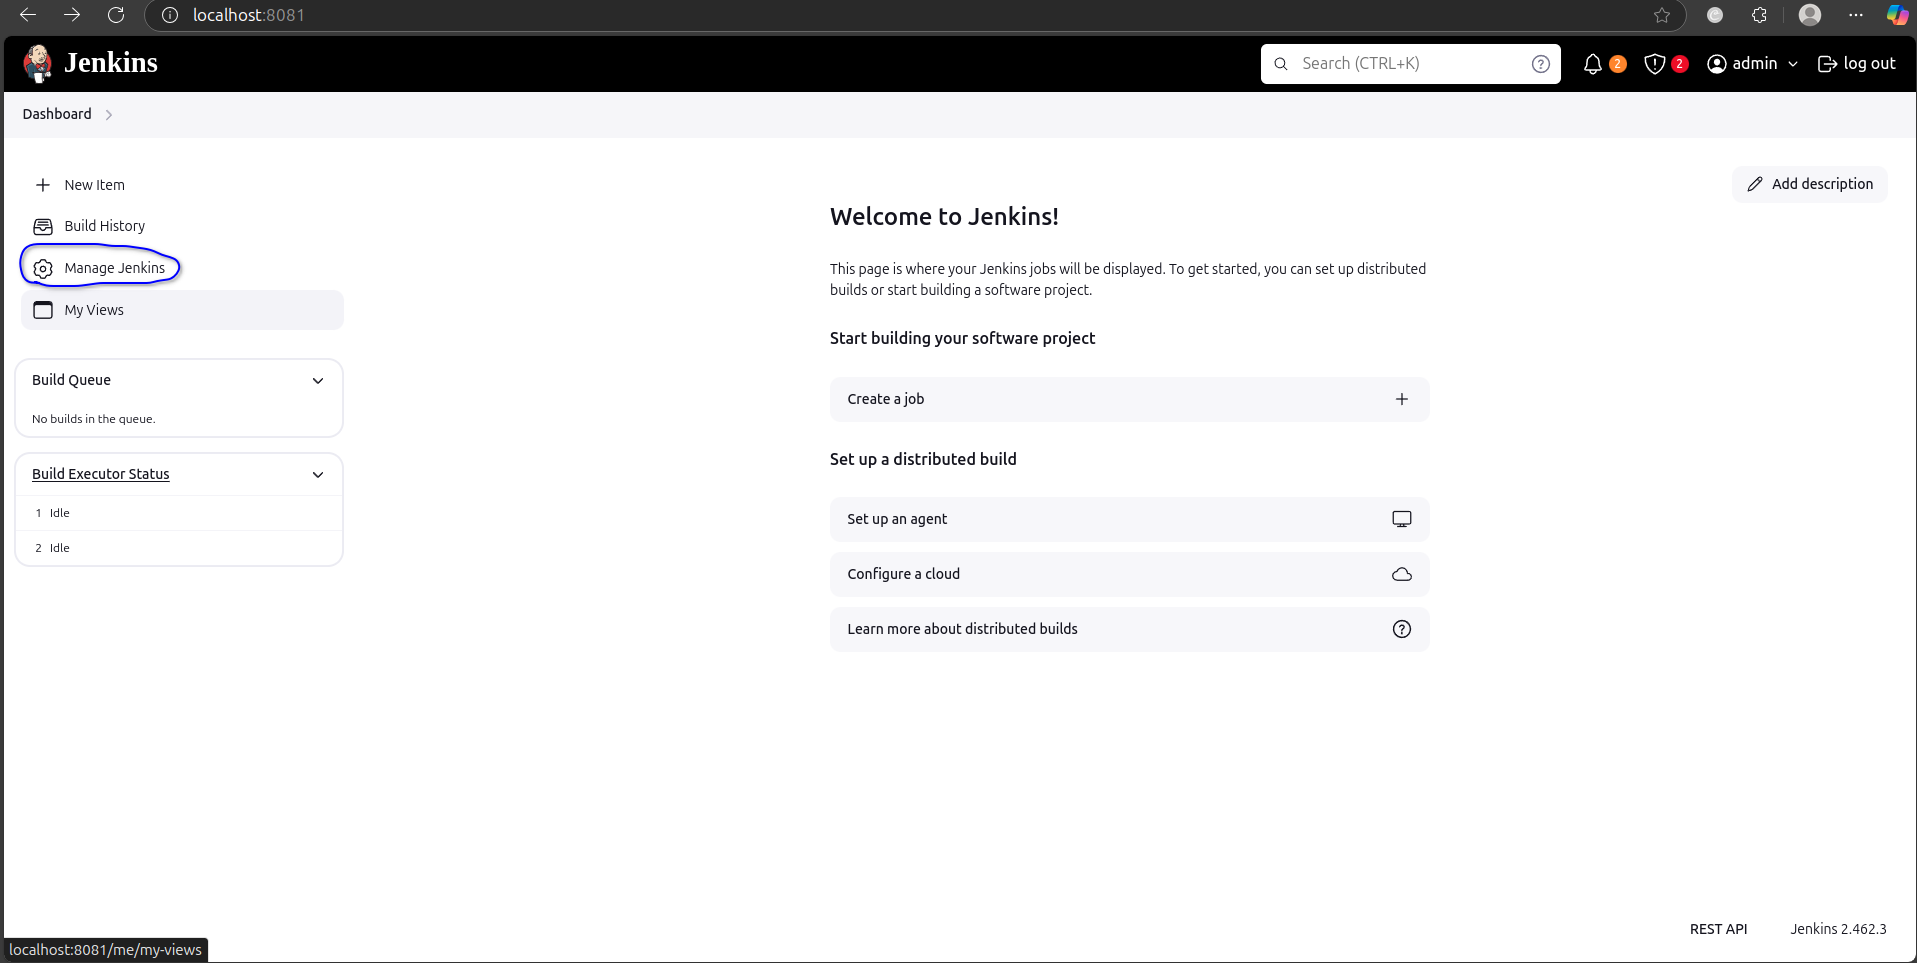 localhost:8081
Jenkins
Search (CTRL+K)
2
2
admin
log out
Dashboard
New Item
Build History
Manage Jenkins
My Views
Build Queue
No builds in the queue.
Build Executor Status
1 Idle
2 Idle
Add description
Welcome to Jenkins!
This page is where your Jenkins jobs will be displayed. To get started, you can set up distributed
builds or start building a software project.
Start building your software project
Create a job
Set up a distributed build
Set up an agent
Configure a cloud
Learn more about distributed builds
REST API
Jenkins 2.462.3
localhost:8081/me/my-views